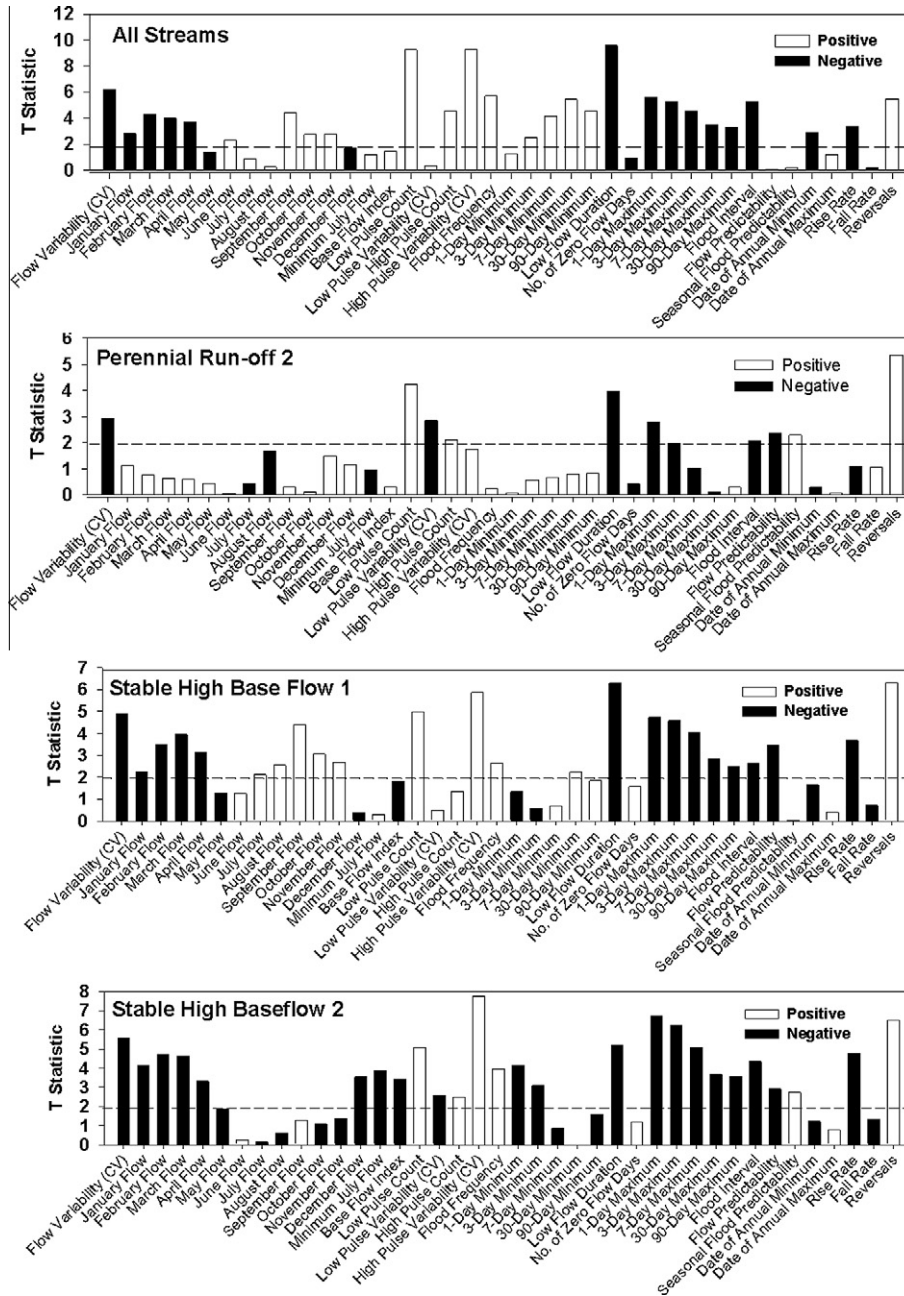 All Streams
Positive
Negative
T Statistic
12
10
8
6
4
2
0
Flow Variability (CV)
January Flow
February Flow
March Flow
April Flow
May Flow
June Flow
July Flow
August Flow
September Flow
October Flow
November Flow
December Flow
Minimum July Flow
Base Flow Index
Low Pulse Count
Low Pulse Variability (CV)
High Pulse Count
High Pulse Variability (CV)
Flood Frequency
1-Day Minimum
3-Day Minimum
7-Day Minimum
30-Day Minimum
90-Day Minimum
Low Flow Duration
No. of Zero Flow Days
1-Day Maximum
3-Day Maximum
7-Day Maximum
30-Day Maximum
90-Day Maximum
Flood Interval
Flow Predictability
Seasonal Flood Predictability
Date of Annual Minimum
Date of Annual Maximum
Rise Rate
Fall Rate
Reversals
Perennial Run-off 2
Positive
Negative
T Statistic
6
5
4
3
2
1
0
Flow Variability (CV)
January Flow
February Flow
March Flow
April Flow
May Flow
June Flow
July Flow
August Flow
September Flow
October Flow
November Flow
December Flow
Minimum July Flow
Base Flow Index
Low Pulse Count
Low Pulse Variability (CV)
High Pulse Count
High Pulse Variability (CV)
Flood Frequency
1-Day Minimum
3-Day Minimum
7-Day Minimum
30-Day Minimum
90-Day Minimum
Low Flow Duration
No. of Zero Flow Days
1-Day Maximum
3-Day Maximum
7-Day Maximum
30-Day Maximum
90-Day Maximum
Flood Interval
Flow Predictability
Seasonal Flood Predictability
Date of Annual Minimum
Date of Annual Maximum
Rise Rate
Fall Rate
Reversals
Stable High Base Flow 1
Positive
Negative
T Statistic
7
6
5
4
3
2
1
0
Flow Variability (CV)
January Flow
February Flow
March Flow
April Flow
May Flow
June Flow
July Flow
August Flow
September Flow
October Flow
November Flow
December Flow
Minimum July Flow
Base Flow Index
Low Pulse Count
Low Pulse Variability (CV)
High Pulse Count
High Pulse Variability (CV)
Flood Frequency
1-Day Minimum
3-Day Minimum
7-Day Minimum
30-Day Minimum
90-Day Minimum
Low Flow Duration
No. of Zero Flow Days
1-Day Maximum
3-Day Maximum
7-Day Maximum
30-Day Maximum
90-Day Maximum
Flood Interval
Flow Predictability
Seasonal Flood Predictability
Date of Annual Minimum
Date of Annual Maximum
Rise Rate
Fall Rate
Reversals
Stable High Baseflow 2
Positive
Negative
T Statistic
8
7
6
5
4
3
2
1
0
Flow Variability (CV)
January Flow
February Flow
March Flow
April Flow
May Flow
June Flow
July Flow
August Flow
September Flow
October Flow
November Flow
December Flow
Minimum July Flow
Base Flow Index
Low Pulse Count
Low Pulse Variability (CV)
High Pulse Count
High Pulse Variability (CV)
Flood Frequency
1-Day Minimum
3-Day Minimum
7-Day Minimum
30-Day Minimum
90-Day Minimum
Low Flow Duration
No. of Zero Flow Days
1-Day Maximum
3-Day Maximum
7-Day Maximum
30-Day Maximum
90-Day Maximum
Flood Interval
Flow Predictability
Seasonal Flood Predictability
Date of Annual Minimum
Date of Annual Maximum
Rise Rate
Fall Rate
Reversals